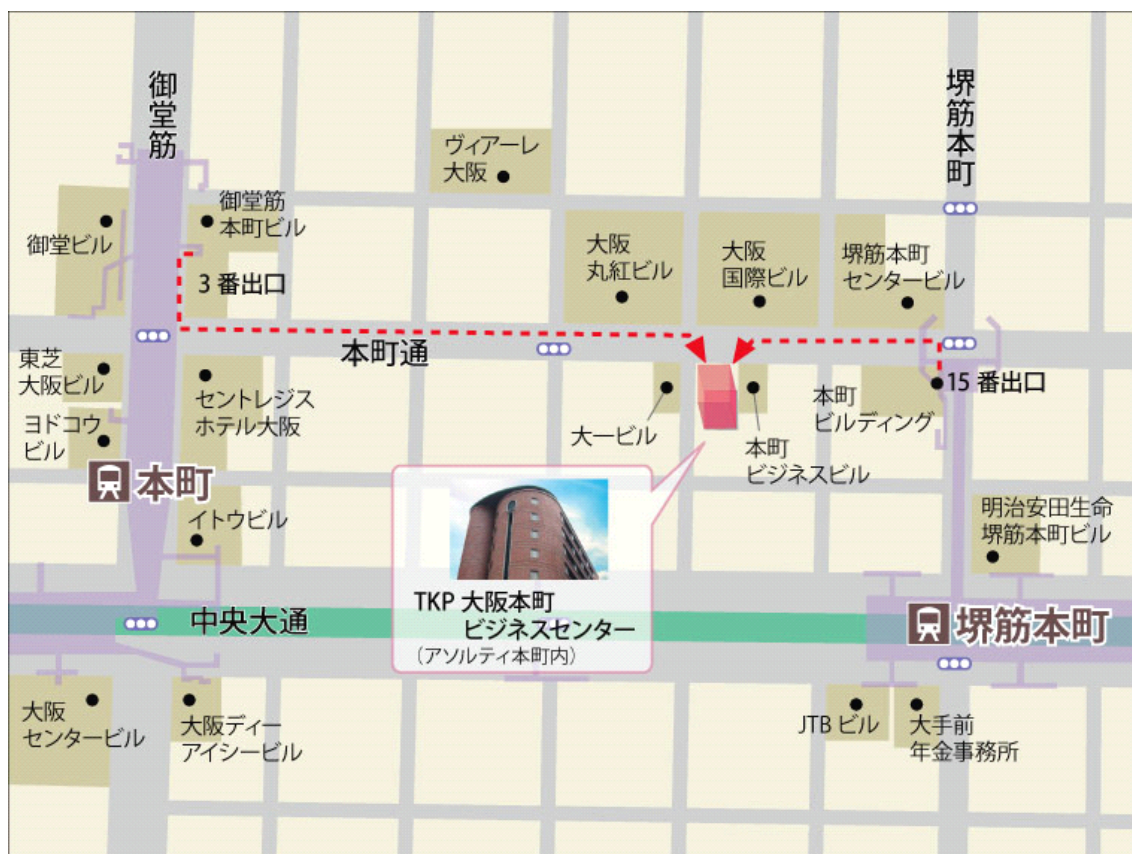 御堂筋
堺筋本町
ヴィアーレ
大阪
御堂筋
本町ビル
御堂ビル
3 番出口
大阪
丸紅ビル
大阪
国際ビル
堺筋本町
センタービル
本町通
東芝
大阪ビル
セントレジス
ホテル大阪
ヨドコウ
ビル
大一ビル
本町
ビジネスビル
本町
ビルディング
15 番出口
本町
イトウビル
明治安田生命
堺筋本町ビル
TKP 大阪本町
ビジネスセンター
(アソルティ本町内)
中央大通
堺筋本町
大阪
センタービル
大阪ディー
アイシービル
JTB ビル
大手前
年金事務所